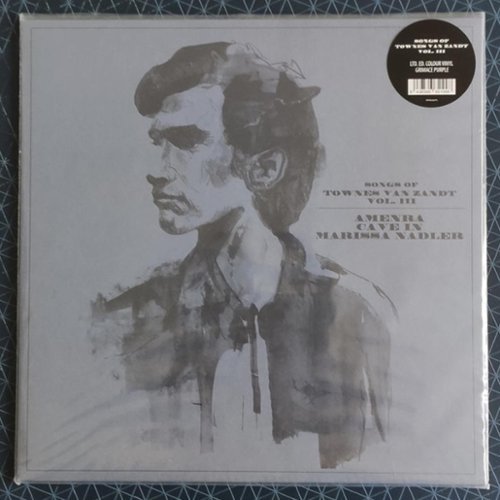 SONGS OF
TOWNES VAN ZANDT
VOL. III
LTD. ED. COLOUR VINYL
GRIMACE PURPLE
SONGS OF
TOWNES VAN ZANDT
VOL. III
AMENRA
CAVE IN
MARISSA NADLER